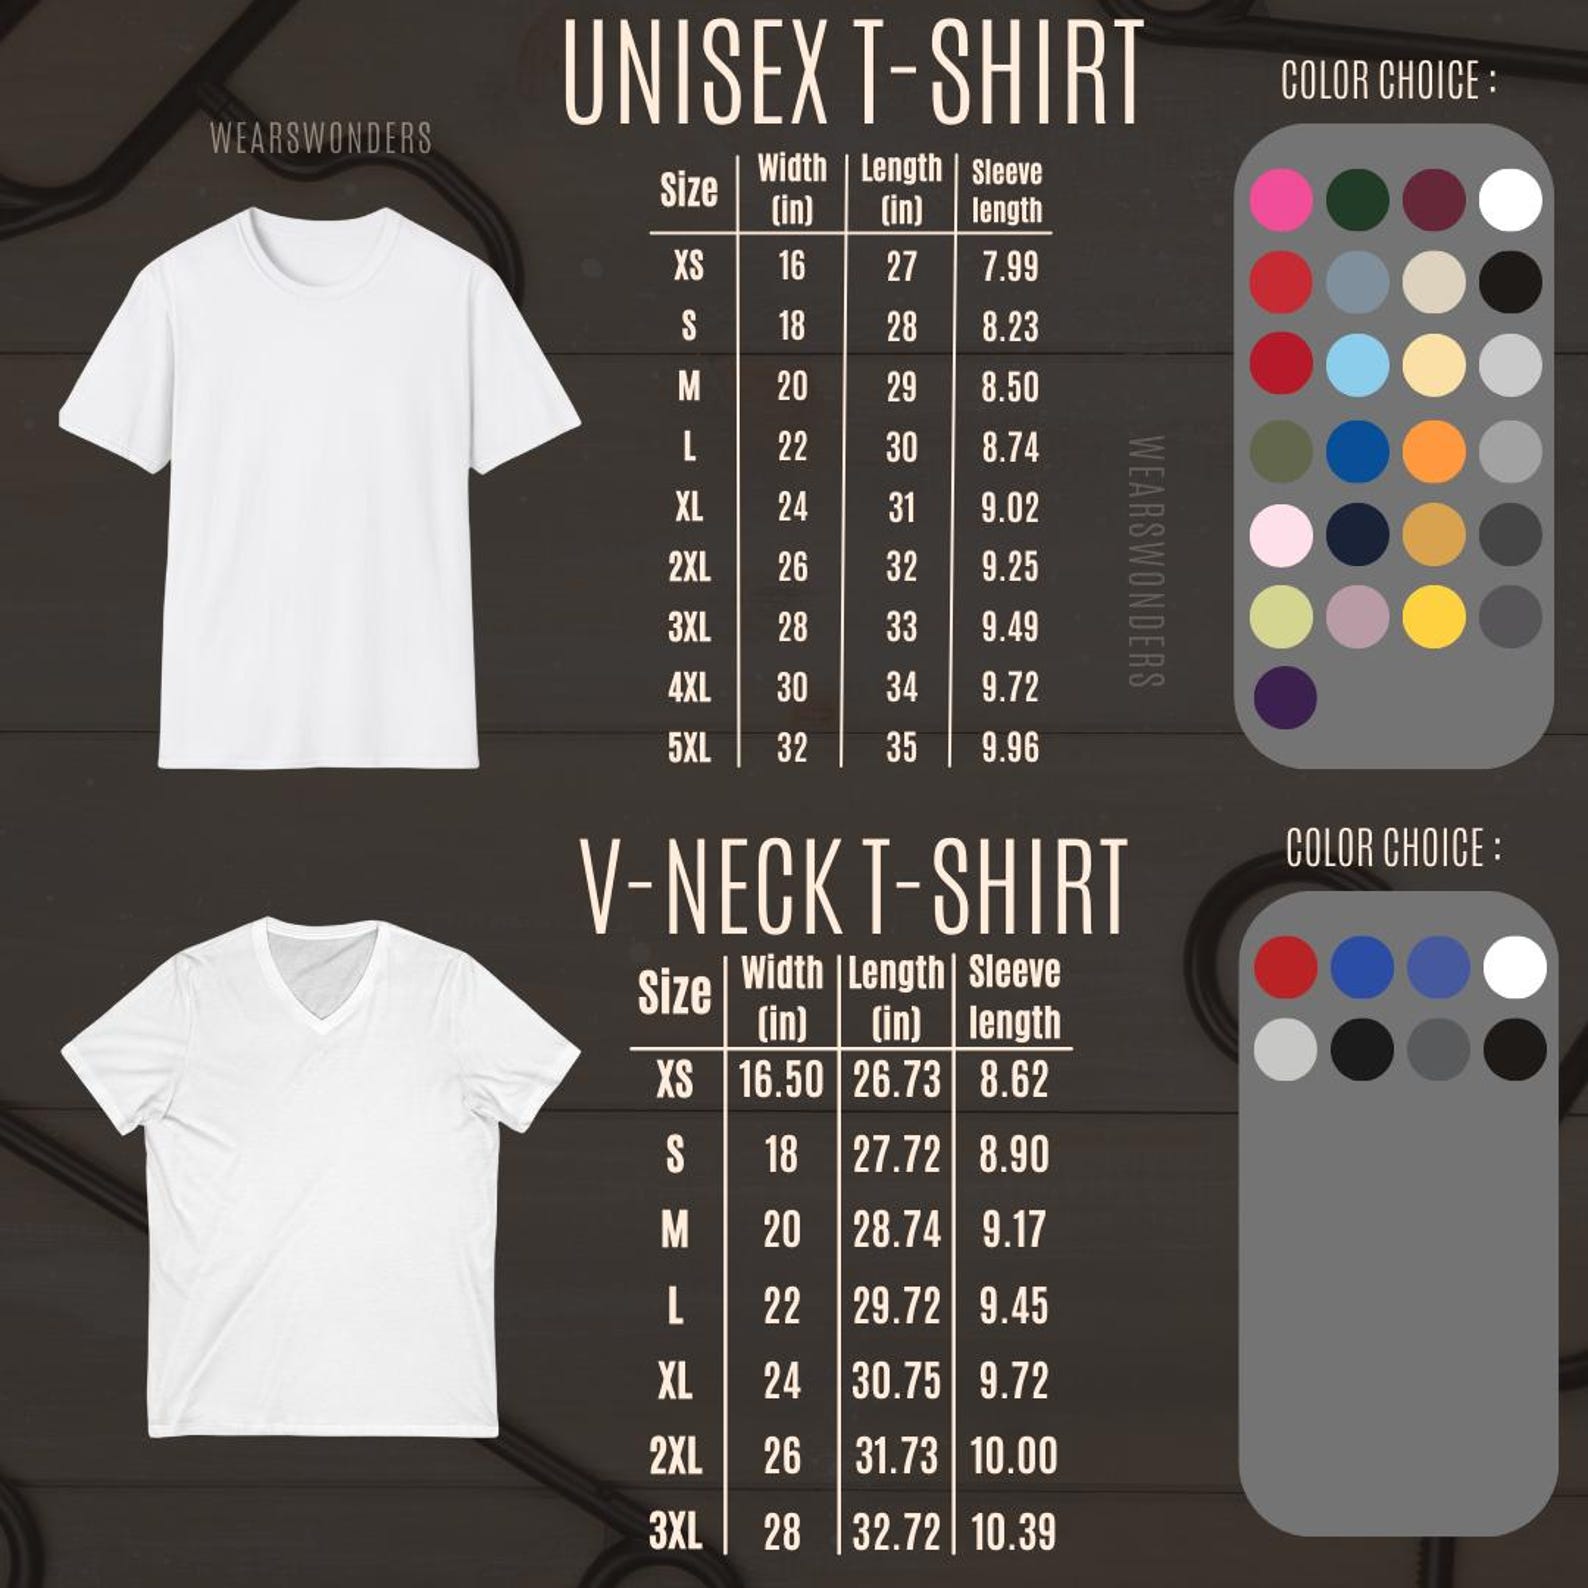 UNISEX T-SHIRT
COLOR CHOICE :
WEARSWONDERS
Size Width (in) Length (in) Sleeve length
XS 16 27 7.99
S 18 28 8.23
M 20 29 8.50
L 22 30 8.74
XL 24 31 9.02
2XL 26 32 9.25
3XL 28 33 9.49
4XL 30 34 9.72
5XL 32 35 9.96
WEARSWONDERS
V-NECK T-SHIRT
COLOR CHOICE :
Size Width (in) Length (in) Sleeve length
XS 16.50 26.73 8.62
S 18 27.72 8.90
M 20 28.74 9.17
L 22 29.72 9.45
XL 24 30.75 9.72
2XL 26 31.73 10.00
3XL 28 32.72 10.39